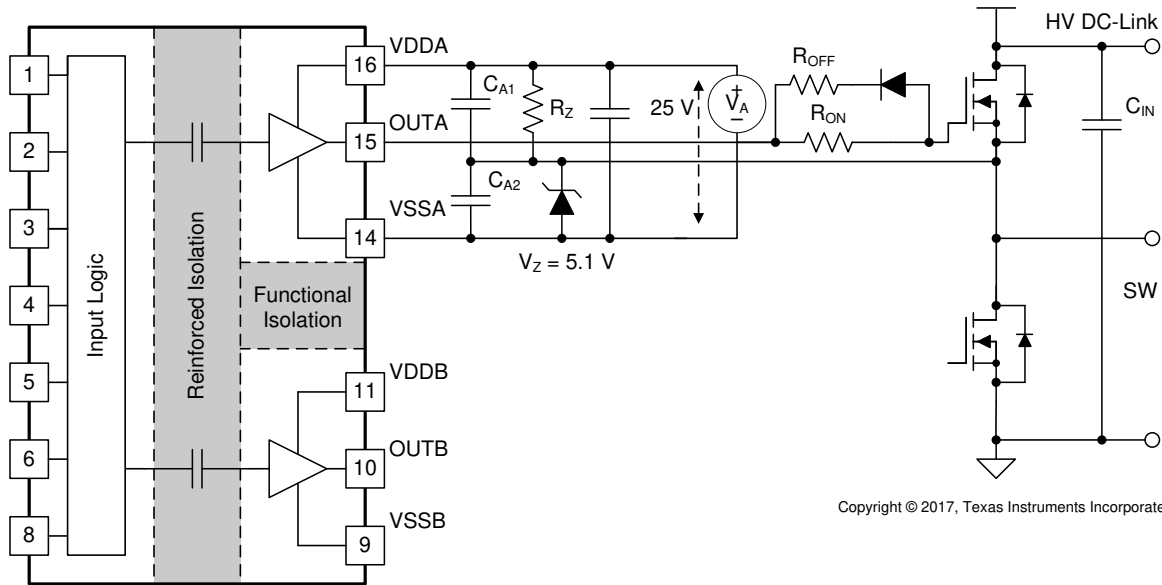 1
2
3
4
5
6
8
Input Logic
Reinforced Isolation
Functional
Isolation
16
15
14
11
10
9
VDDA
OUTA
VSSA
VDDB
OUTB
VSSB
CA1
CA2
RZ
VZ = 5.1 V
25 V
+
VA
−
ROFF
RON
HV DC-Link
CIN
SW
Copyright © 2017, Texas Instruments Incorporate